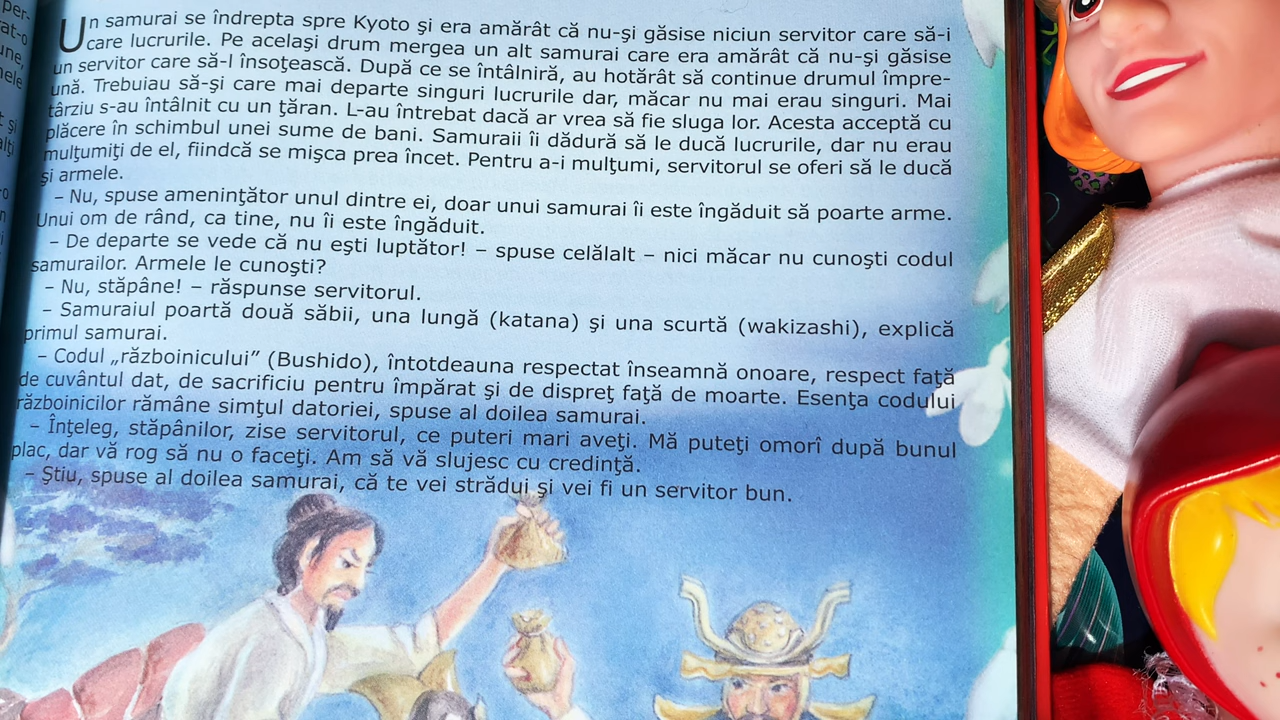 per-
at-o
une,
nele
şi
alţi
-o
n
i
Un samurai se îndrepta spre Kyoto şi era amărât că nu-şi găsise niciun servitor care să-i
care lucrurile. Pe acelaşi drum mergea un alt samurai care era amărât că nu-şi găsise
un servitor care să-l însoţească. După ce se întâlniră, au hotărât să continue drumul împre-
ună. Trebuiau să-şi care mai departe singuri lucrurile dar, măcar nu mai erau singuri. Mai
târziu s-au întâlnit cu un ţăran. L-au întrebat dacă ar vrea să fie sluga lor. Acesta acceptă cu
plăcere în schimbul unei sume de bani. Samuraii îi dădură să le ducă lucrurile, dar nu erau
mulţumiţi de el, fiindcă se mişca prea încet. Pentru a-i mulţumi, servitorul se oferi să le ducă
şi armele.
– Nu, spuse ameninţător unul dintre ei, doar unui samurai îi este îngăduit să poarte arme.
Unui om de rând, ca tine, nu îi este îngăduit.
– De departe se vede că nu eşti luptător! – spuse celălalt – nici măcar nu cunoşti codul
samurailor. Armele le cunoşti?
– Nu, stăpâne! – răspunse servitorul.
– Samuraiul poartă două săbii, una lungă (katana) şi una scurtă (wakizashi), explică
primul samurai.
– Codul „războinicului” (Bushido), întotdeauna respectat înseamnă onoare, respect faţă
de cuvântul dat, de sacrificiu pentru împărat şi de dispreţ faţă de moarte. Esenţa codului
războinicilor rămâne simţul datoriei, spuse al doilea samurai.
– Înţeleg, stăpânilor, zise servitorul, ce puteri mari aveţi. Mă puteţi omorî după bunul
plac, dar vă rog să nu o faceţi. Am să vă slujesc cu credinţă.
– Ştiu, spuse al doilea samurai, că te vei strădui şi vei fi un servitor bun.